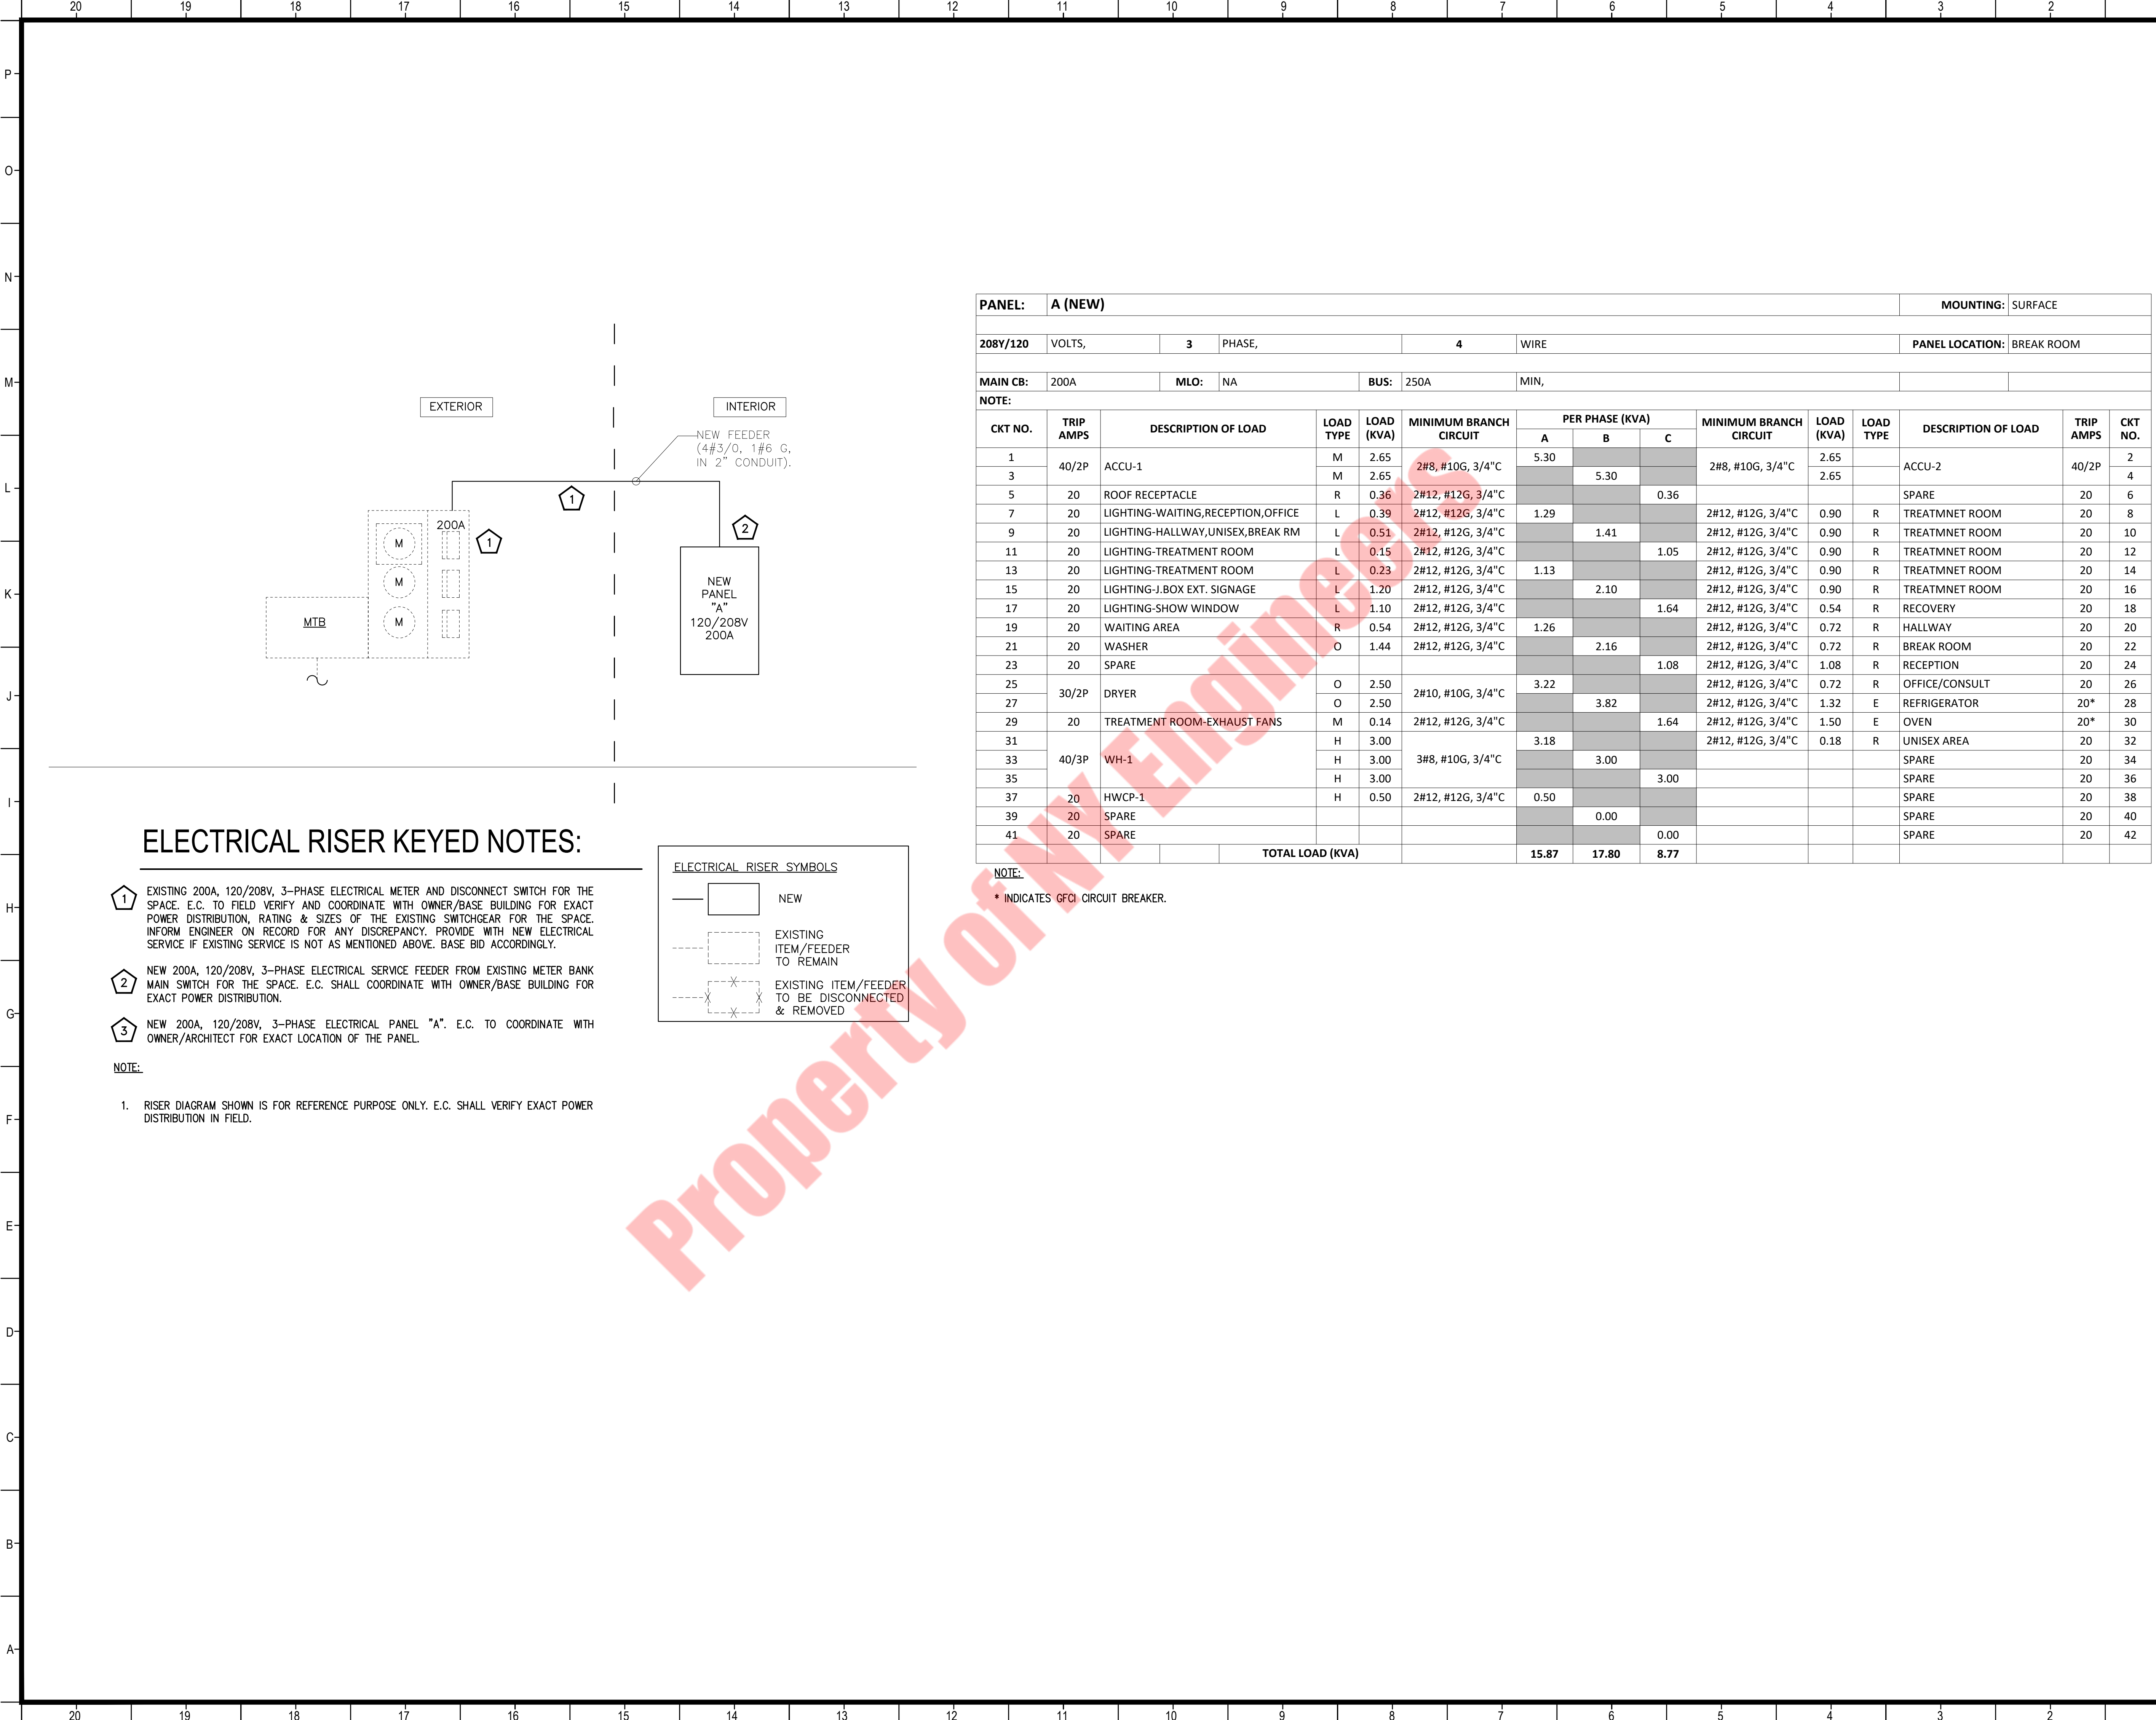 20 19 18 17 16 15 14 13 12 11 10 9 8 7 6 5 4 3 2
P
O
N
M
L
K
J
I
H
G
F
E
D
C
B
A
EXTERIOR
INTERIOR
NEW FEEDER
(4#3/0, 1#6 G,
IN 2" CONDUIT).
1
200A
1
2
M
M
M
MTB
NEW
PANEL
"A"
120/208V
200A
ELECTRICAL RISER KEYED NOTES:
1 EXISTING 200A, 120/208V, 3-PHASE ELECTRICAL METER AND DISCONNECT SWITCH FOR THE
SPACE. E.C. TO FIELD VERIFY AND COORDINATE WITH OWNER/BASE BUILDING FOR EXACT
POWER DISTRIBUTION, RATING & SIZES OF THE EXISTING SWITCHGEAR FOR THE SPACE.
INFORM ENGINEER ON RECORD FOR ANY DISCREPANCY. PROVIDE WITH NEW ELECTRICAL
SERVICE IF EXISTING SERVICE IS NOT AS MENTIONED ABOVE. BASE BID ACCORDINGLY.
2 NEW 200A, 120/208V, 3-PHASE ELECTRICAL SERVICE FEEDER FROM EXISTING METER BANK
MAIN SWITCH FOR THE SPACE. E.C. SHALL COORDINATE WITH OWNER/BASE BUILDING FOR
EXACT POWER DISTRIBUTION.
3 NEW 200A, 120/208V, 3-PHASE ELECTRICAL PANEL "A". E.C. TO COORDINATE WITH
OWNER/ARCHITECT FOR EXACT LOCATION OF THE PANEL.
NOTE:
1. RISER DIAGRAM SHOWN IS FOR REFERENCE PURPOSE ONLY. E.C. SHALL VERIFY EXACT POWER
DISTRIBUTION IN FIELD.
ELECTRICAL RISER SYMBOLS
NEW
EXISTING
ITEM/FEEDER
TO REMAIN
EXISTING ITEM/FEEDER
TO BE DISCONNECTED
& REMOVED
PANEL: A (NEW) MOUNTING: SURFACE
208Y/120 VOLTS, 3 PHASE, 4 WIRE PANEL LOCATION: BREAK ROOM
MAIN CB: 200A MLO: NA BUS: 250A MIN,
NOTE:
CKT NO. TRIP AMPS DESCRIPTION OF LOAD LOAD TYPE LOAD (KVA) MINIMUM BRANCH CIRCUIT PER PHASE (KVA) A B C MINIMUM BRANCH CIRCUIT LOAD (KVA) LOAD TYPE DESCRIPTION OF LOAD TRIP AMPS CKT NO.
1 40/2P ACCU-1 M 2.65 2#8, #10G, 3/4"C 5.30 2#8, #10G, 3/4"C 2.65 ACCU-2 40/2P 2
3 M 2.65 5.30 2.65 4
5 20 ROOF RECEPTACLE R 0.36 2#12, #12G, 3/4"C 0.36 SPARE 20 6
7 20 LIGHTING-WAITING,RECEPTION,OFFICE L 0.39 2#12, #12G, 3/4"C 1.29 2#12, #12G, 3/4"C 0.90 R TREATMNET ROOM 20 8
9 20 LIGHTING-HALLWAY,UNISEX,BREAK RM L 0.51 2#12, #12G, 3/4"C 1.41 2#12, #12G, 3/4"C 0.90 R TREATMNET ROOM 20 10
11 20 LIGHTING-TREATMENT ROOM L 0.15 2#12, #12G, 3/4"C 1.05 2#12, #12G, 3/4"C 0.90 R TREATMNET ROOM 20 12
13 20 LIGHTING-TREATMENT ROOM L 0.23 2#12, #12G, 3/4"C 1.13 2#12, #12G, 3/4"C 0.90 R TREATMNET ROOM 20 14
15 20 LIGHTING-J.BOX EXT. SIGNAGE L 1.20 2#12, #12G, 3/4"C 2.10 2#12, #12G, 3/4"C 0.90 R TREATMNET ROOM 20 16
17 20 LIGHTING-SHOW WINDOW L 1.10 2#12, #12G, 3/4"C 1.64 2#12, #12G, 3/4"C 0.54 R RECOVERY 20 18
19 20 WAITING AREA R 0.54 2#12, #12G, 3/4"C 1.26 2#12, #12G, 3/4"C 0.72 R HALLWAY 20 20
21 20 WASHER O 1.44 2#12, #12G, 3/4"C 2.16 2#12, #12G, 3/4"C 0.72 R BREAK ROOM 20 22
23 20 SPARE 1.08 2#12, #12G, 3/4"C 1.08 R RECEPTION 20 24
25 30/2P DRYER O 2.50 2#10, #10G, 3/4"C 3.22 2#12, #12G, 3/4"C 0.72 R OFFICE/CONSULT 20 26
27 O 2.50 3.82 2#12, #12G, 3/4"C 1.32 E REFRIGERATOR 20* 28
29 20 TREATMENT ROOM-EXHAUST FANS M 0.14 2#12, #12G, 3/4"C 1.64 2#12, #12G, 3/4"C 1.50 E OVEN 20* 30
31 H 3.00 3.18 2#12, #12G, 3/4"C 0.18 R UNISEX AREA 20 32
33 40/3P WH-1 H 3.00 3#8, #10G, 3/4"C 3.00 SPARE 20 34
35 H 3.00 3.00 SPARE 20 36
37 20 HWCP-1 H 0.50 2#12, #12G, 3/4"C 0.50 SPARE 20 38
39 20 SPARE 0.00 SPARE 20 40
41 20 SPARE 0.00 SPARE 20 42
TOTAL LOAD (KVA) 15.87 17.80 8.77
NOTE:
* INDICATES GFCI CIRCUIT BREAKER.
Property of NY Engineers
20 19 18 17 16 15 14 13 12 11 10 9 8 7 6 5 4 3 2